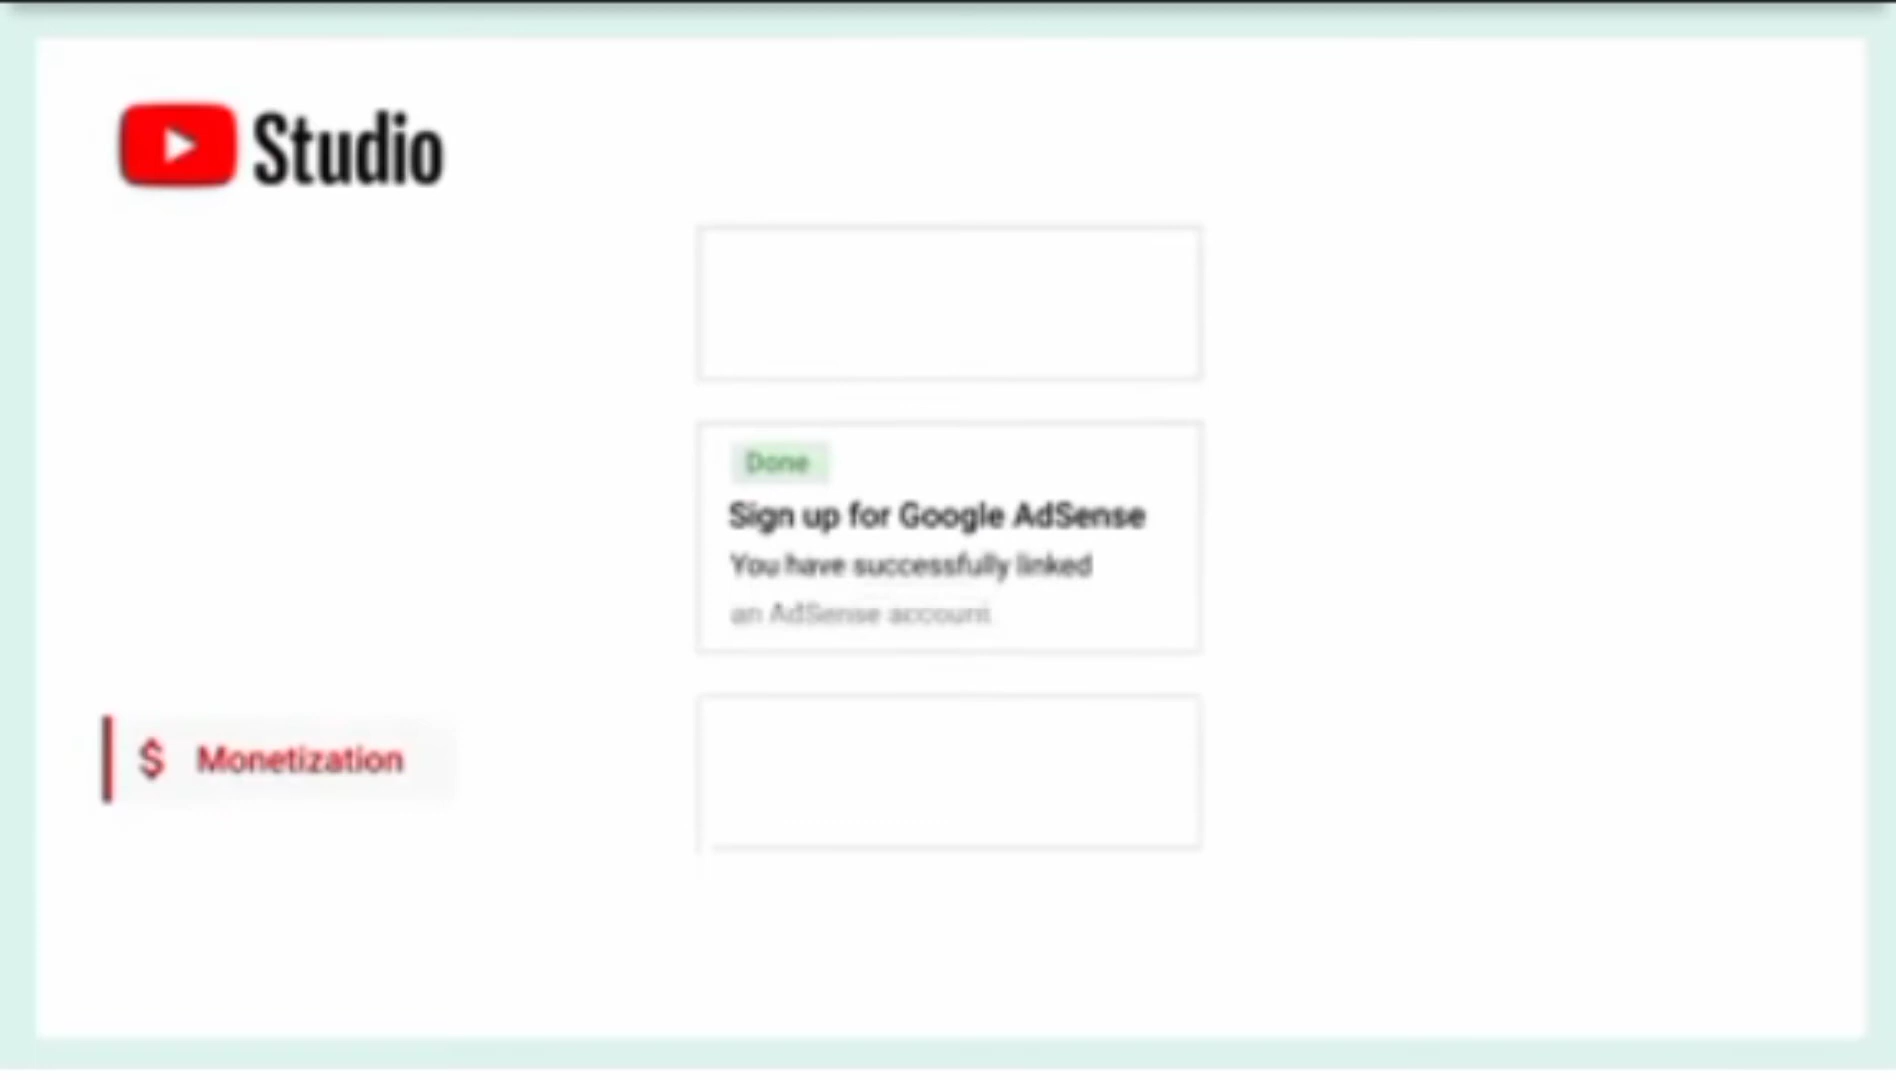 Studio
Done
Sign up for Google AdSense
You have successfully linked
an AdSense account
$ Monetization